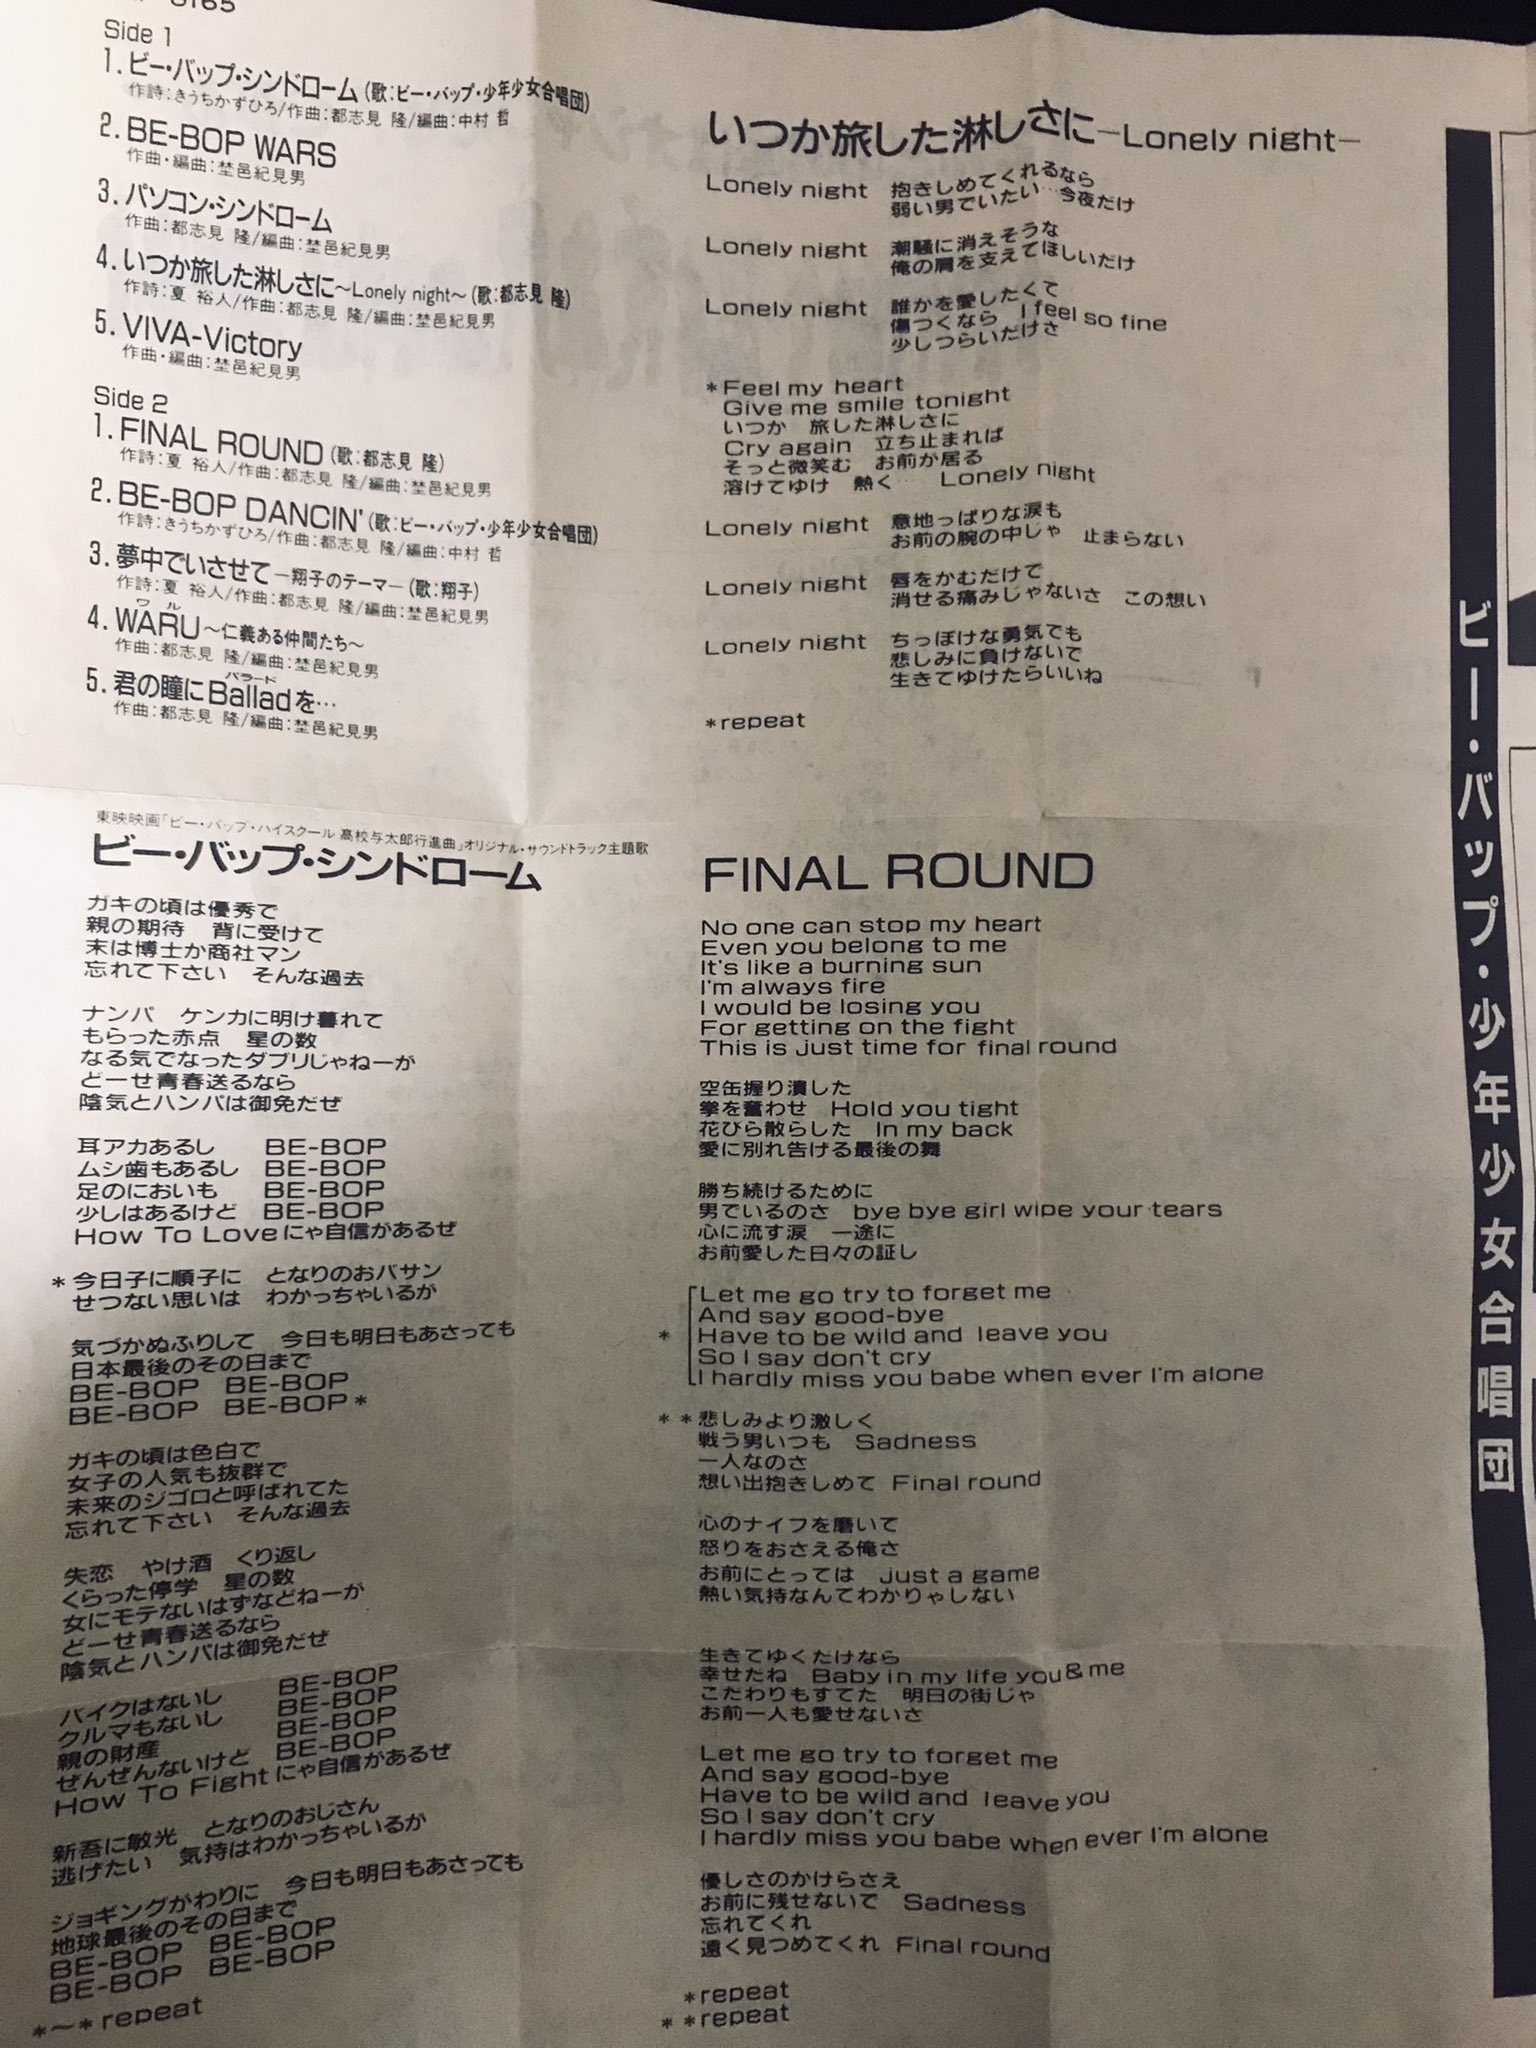 5165
Side 1
1. ビー・バップ・シンドローム (歌：ビー・バップ・少年少女合唱団)
作詩：きうちかずひろ/作曲：都志見 隆/編曲：中村 哲
2. BE-BOP WARS
作曲・編曲：埜邑紀見男
3. パソコン・シンドローム
作曲：都志見 隆/編曲：埜邑紀見男
4. いつか旅した淋しさに〜Lonely night〜 (歌：都志見 隆)
作詩：夏 裕人/作曲：都志見 隆/編曲：埜邑紀見男
5. VIVA-Victory
作曲・編曲：埜邑紀見男
Side 2
1. FINAL ROUND (歌：都志見 隆)
作詩：夏 裕人/作曲：都志見 隆/編曲：埜邑紀見男
2. BE-BOP DANCIN' (歌：ビー・バップ・少年少女合唱団)
作詩：きうちかずひろ/作曲：都志見 隆/編曲：中村 哲
3. 夢中でいさせて ―翔子のテーマ― (歌：翔子)
作詩：夏 裕人/作曲：都志見 隆/編曲：埜邑紀見男
ワル
4. WARU 〜仁義ある仲間たち〜
作曲：都志見 隆/編曲：埜邑紀見男
バラード
5. 君の瞳にBalladを…
作曲：都志見 隆/編曲：埜邑紀見男
東映映画「ビー・バップ・ハイスクール 高校与太郎行進曲」オリジナル・サウンドトラック主題歌
ビー・バップ・シンドローム
ガキの頃は優秀で
親の期待　背に受けて
末は博士か商社マン
忘れて下さい　そんな過去
ナンパ　ケンカに明け暮れて
もらった赤点　星の数
なる気でなったダブリじゃねーが
どーせ青春送るなら
陰気とハンパは御免だぜ
耳アカあるし　BE-BOP
ムシ歯もあるし　BE-BOP
足のにおいも　BE-BOP
少しはあるけど　BE-BOP
How To Loveにゃ自信があるぜ
*今日子に順子に　となりのおバサン
せつない思いは　わかっちゃいるが
気づかぬふりして　今日も明日もあさっても
日本最後のその日まで
BE-BOP　BE-BOP
BE-BOP　BE-BOP*
ガキの頃は色白で
女子の人気も抜群で
未来のジゴロと呼ばれてた
忘れて下さい　そんな過去
失恋　やけ酒　くり返し
くらった停学　星の数
女にモテないはずなどねーが
どーせ青春送るなら
陰気とハンパは御免だぜ
バイクはないし　BE-BOP
クルマもないし　BE-BOP
親の財産　BE-BOP
ぜんぜんないけど　BE-BOP
How To Fightにゃ自信があるぜ
新吾に敏光　となりのおじさん
逃げたい　気持はわかっちゃいるが
ジョギングがわりに　今日も明日もあさっても
地球最後のその日まで
BE-BOP　BE-BOP
BE-BOP　BE-BOP
*〜*repeat
いつか旅した淋しさに―Lonely night―
Lonely night　抱きしめてくれるなら
弱い男でいたい…今夜だけ
Lonely night　潮騒に消えそうな
俺の肩を支えてほしいだけ
Lonely night　誰かを愛したくて
傷つくなら　I feel so fine
少しつらいだけさ
*Feel my heart
Give me smile tonight
いつか　旅した淋しさに
Cry again　立ち止まれば
そっと微笑む　お前が居る
溶けてゆけ　熱く…　Lonely night
Lonely night　意地っぱりな涙も
お前の腕の中じゃ　止まらない
Lonely night　唇をかむだけで
消せる痛みじゃないさ　この想い
Lonely night　ちっぽけな勇気でも
悲しみに負けないで
生きてゆけたらいいね
*repeat
FINAL ROUND
No one can stop my heart
Even you belong to me
It's like a burning sun
I'm always fire
I would be losing you
For getting on the fight
This is just time for final round
空缶握り潰した
拳を奮わせ　Hold you tight
花びら散らした　In my back
愛に別れ告げる最後の舞
勝ち続けるために
男でいるのさ　bye bye girl wipe your tears
心に流す涙　一途に
お前愛した日々の証し
Let me go try to forget me
And say good-bye
* Have to be wild and leave you
So I say don't cry
I hardly miss you babe when ever I'm alone
**悲しみより激しく
戦う男いつも　Sadness
一人なのさ
想い出抱きしめて　Final round
心のナイフを磨いて
怒りをおさえる俺さ
お前にとっては　just a game
熱い気持なんてわかりゃしない
生きてゆくだけなら
幸せだね　Baby in my life you & me
こだわりもすてた　明日の街じゃ
お前一人も愛せないさ
Let me go try to forget me
And say good-bye
Have to be wild and leave you
So I say don't cry
I hardly miss you babe when ever I'm alone
優しさのかけらさえ
お前に残せないで　Sadness
忘れてくれ
遠く見つめてくれ　Final round
*repeat
**repeat
ビー・バップ・少年少女合唱団